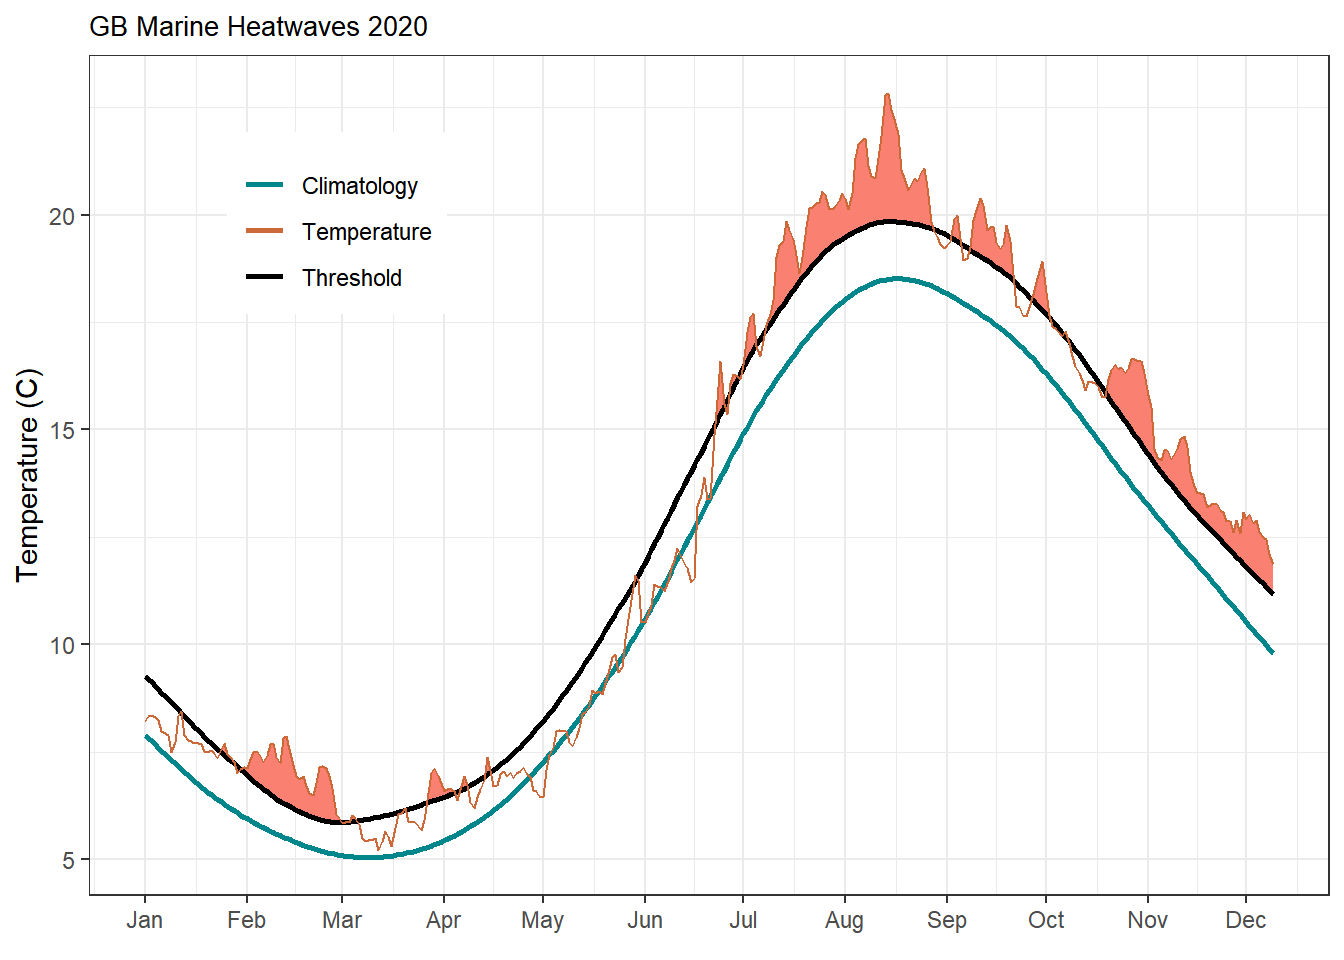 GB Marine Heatwaves 2020
Climatology
Temperature
Threshold
Temperature (C)
20
15
10
5
Jan Feb Mar Apr May Jun Jul Aug Sep Oct Nov Dec